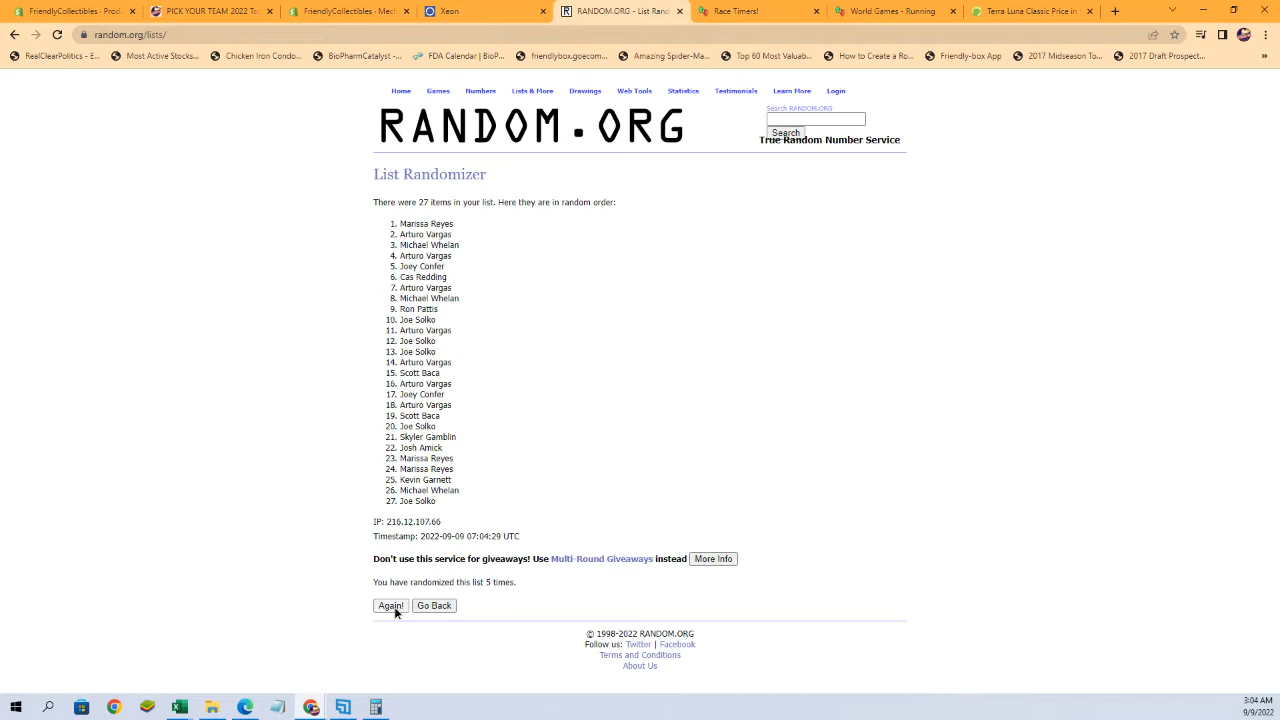 FriendlyCollectibles - P
PICK YOUR TEAM 2022 Te
FriendlyCollectibles
RANDOM.ORG - List Ran
Race Timers!
World Games - Running
Terra Luna Classic Price in
random.org/lists/
RealClearPolitics - E...
Most Active Stocks...
Chicken Iron Condo...
BioPharmCatalyst -...
FDA Calendar | BioP...
friendlybox.goecom...
Amazing Spider-Ma...
Top 60 Most Valua...
How to Create a Ro...
Friendly-box App
2017 Midseason To...
2017 Draft Prospect...
Home Games Numbers Lists & More Drawings Web Tools Statistics Testimonials Learn More Login
Search RANDOM.ORG
RANDOM.ORG
Search
True Random Number Service
List Randomizer
There were 27 items in your list. Here they are in random order:
1. Marissa Reyes
2. Arturo Vargas
3. Michael Whelan
4. Arturo Vargas
5. Joey Confer
6. Cas Redding
7. Arturo Vargas
8. Michael Whelan
9. Ron Pattis
10. Joe Solko
11. Arturo Vargas
12. Joe Solko
13. Joe Solko
14. Arturo Vargas
15. Scott Baca
16. Arturo Vargas
17. Joey Confer
18. Arturo Vargas
19. Scott Baca
20. Joe Solko
21. Skyler Gamblin
22. Josh Amick
23. Marissa Reyes
24. Marissa Reyes
25. Kevin Garnett
26. Michael Whelan
27. Joe Solko
IP: 216.12.107.66
Timestamp: 2022-09-09 07:04:29 UTC
Don't use this service for giveaways! Use Multi-Round Giveaways instead More Info
You have randomized this list 5 times.
Again! Go Back
© 1998-2022 RANDOM.ORG
Follow us: Twitter | Facebook
Terms and Conditions
About Us
3:04 AM
9/9/2022